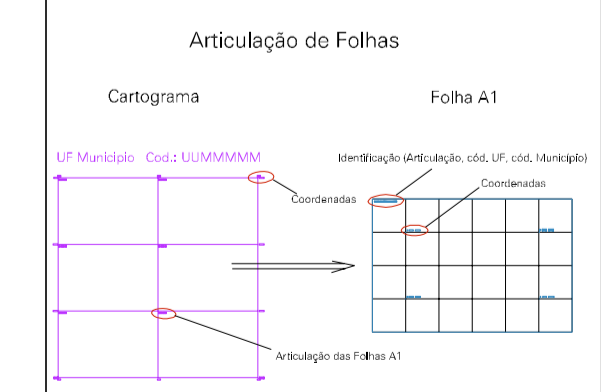 Articulação de Folhas
Cartograma
Folha A1
UF Municipio Cod.: UUMMMMM
Identificação (Articulação, cód. UF, cód. Município)
Coordenadas
Coordenadas
Articulação das Folhas A1